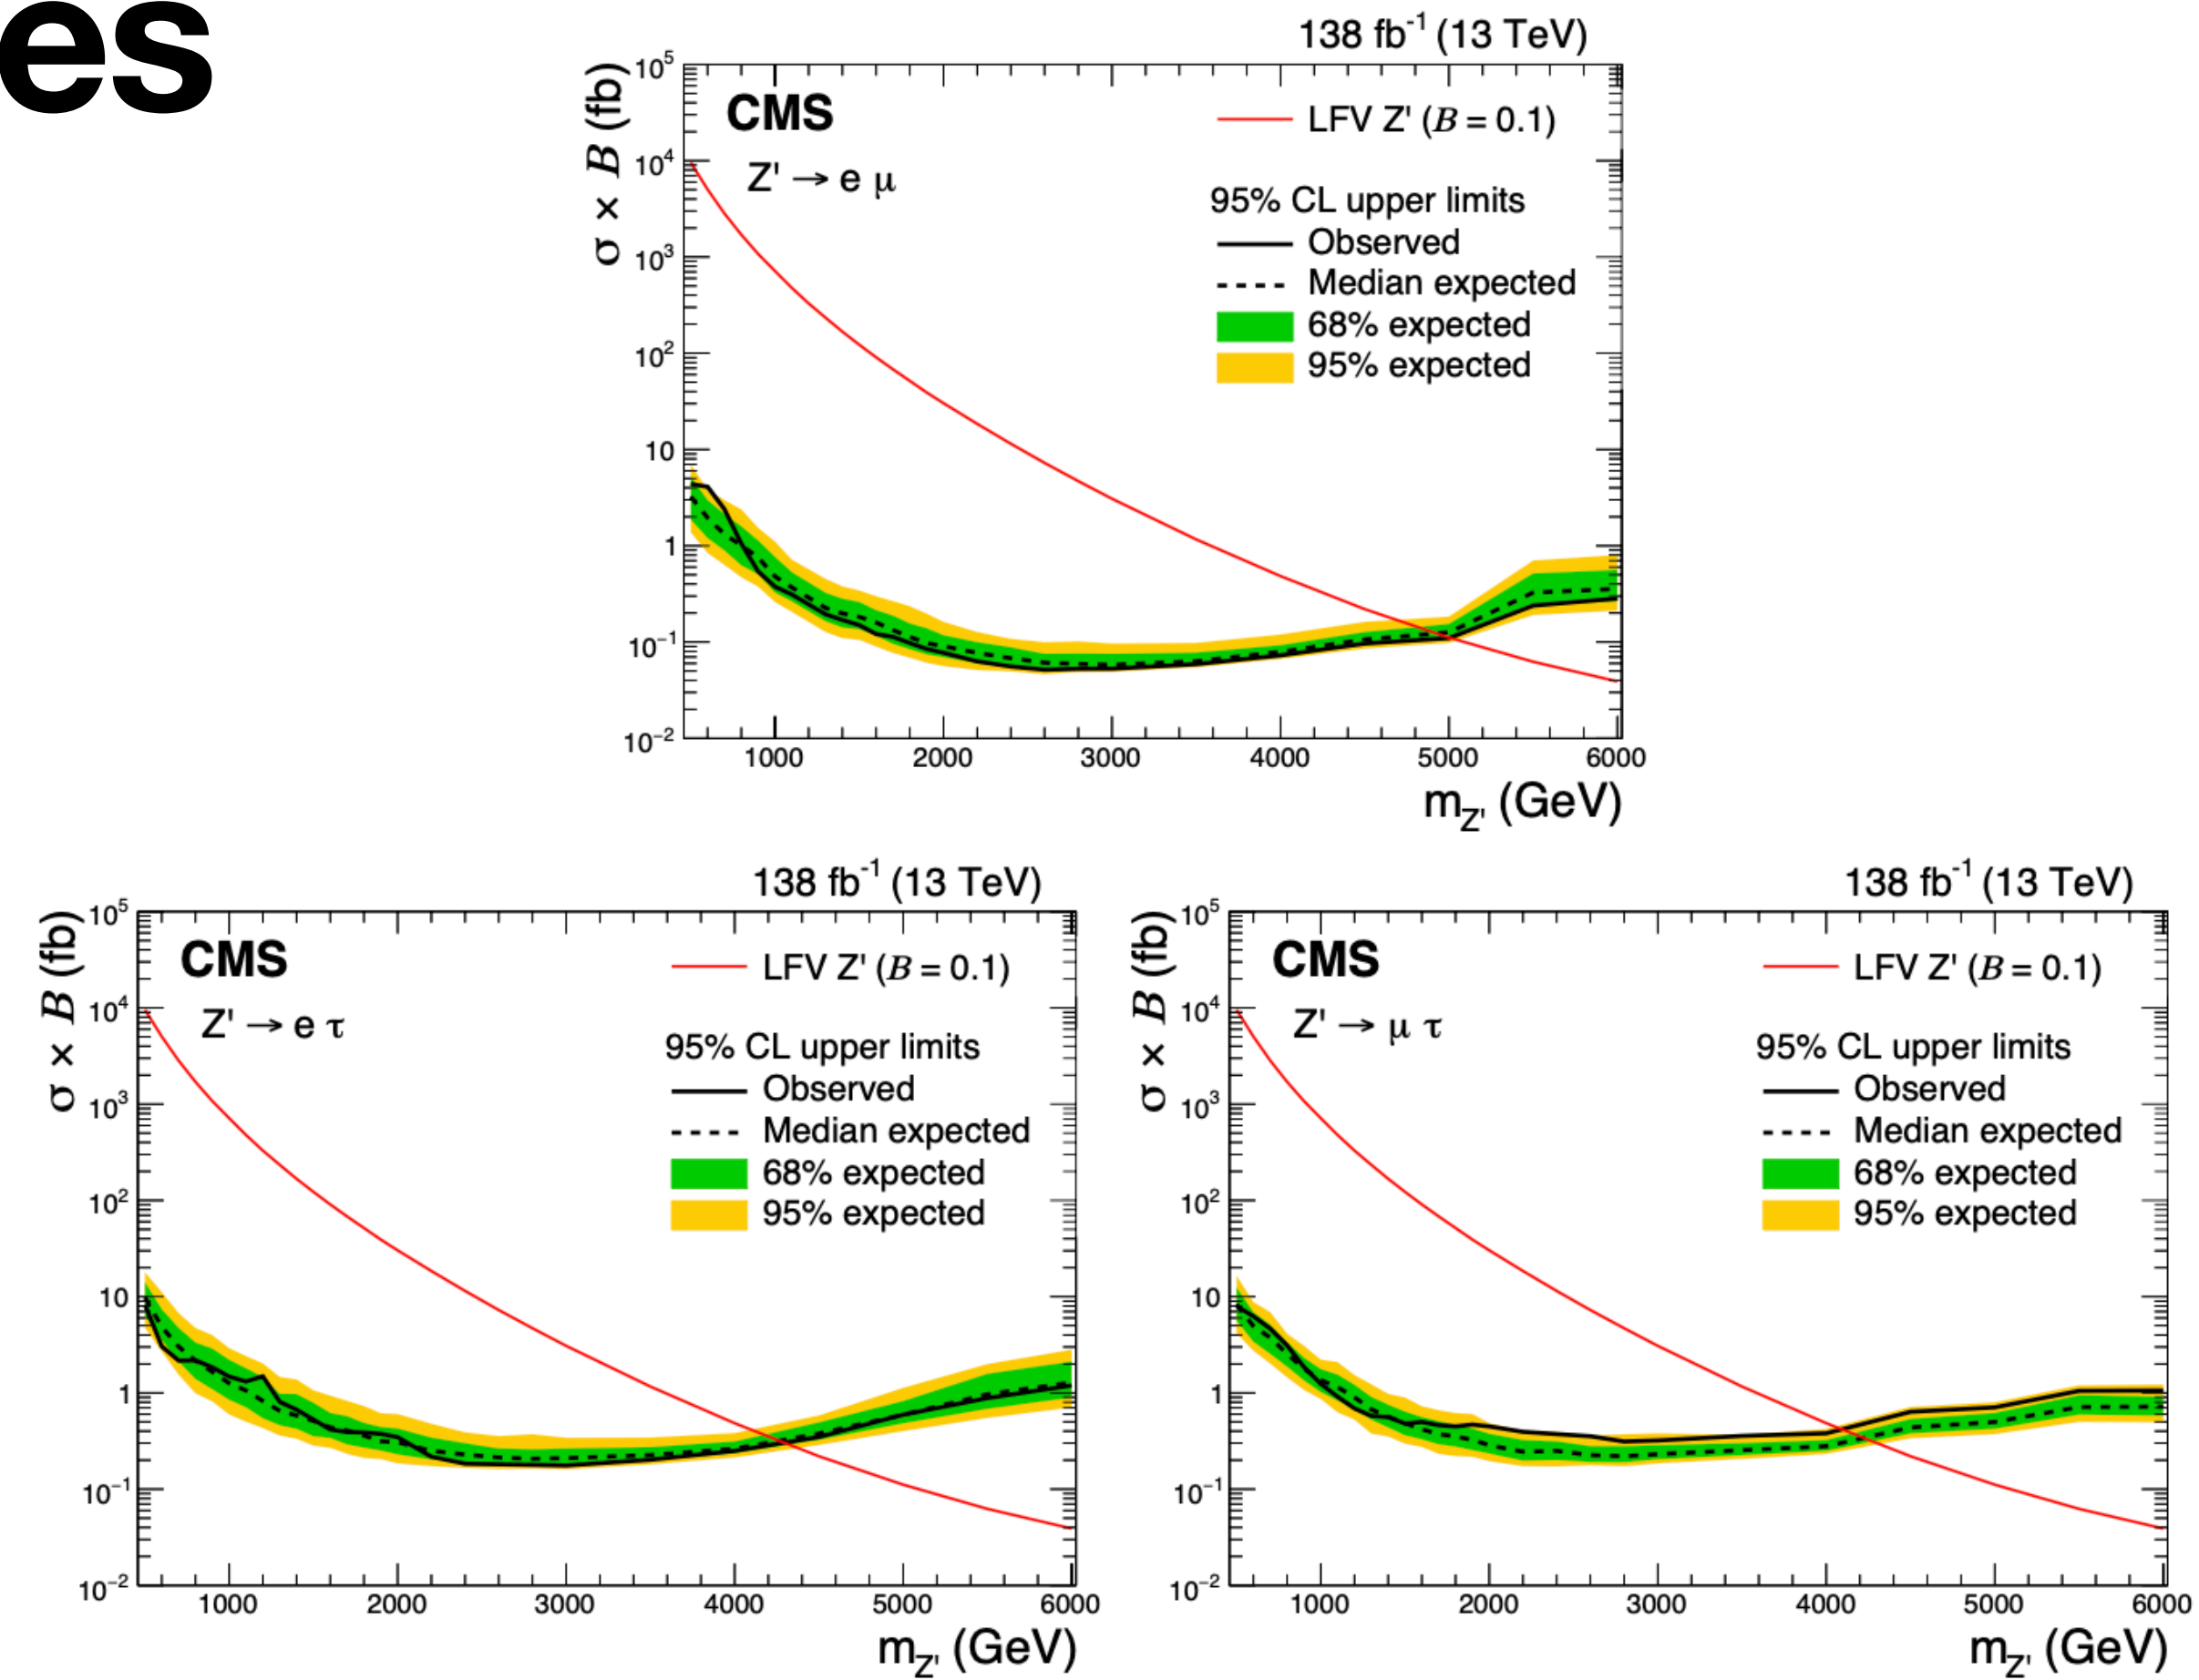 es
138 fb⁻¹ (13 TeV)
10⁵
10⁴
10³
10²
10
1
10⁻¹
10⁻²
σ × B (fb)
CMS
Z' → e μ
LFV Z' (B = 0.1)
95% CL upper limits
Observed
Median expected
68% expected
95% expected
1000 2000 3000 4000 5000 6000
m_Z' (GeV)
138 fb⁻¹ (13 TeV)
10⁵
10⁴
10³
10²
10
1
10⁻¹
10⁻²
σ × B (fb)
CMS
Z' → e τ
LFV Z' (B = 0.1)
95% CL upper limits
Observed
Median expected
68% expected
95% expected
1000 2000 3000 4000 5000 6000
m_Z' (GeV)
138 fb⁻¹ (13 TeV)
10⁵
10⁴
10³
10²
10
1
10⁻¹
10⁻²
σ × B (fb)
CMS
Z' → μ τ
LFV Z' (B = 0.1)
95% CL upper limits
Observed
Median expected
68% expected
95% expected
1000 2000 3000 4000 5000 6000
m_Z' (GeV)